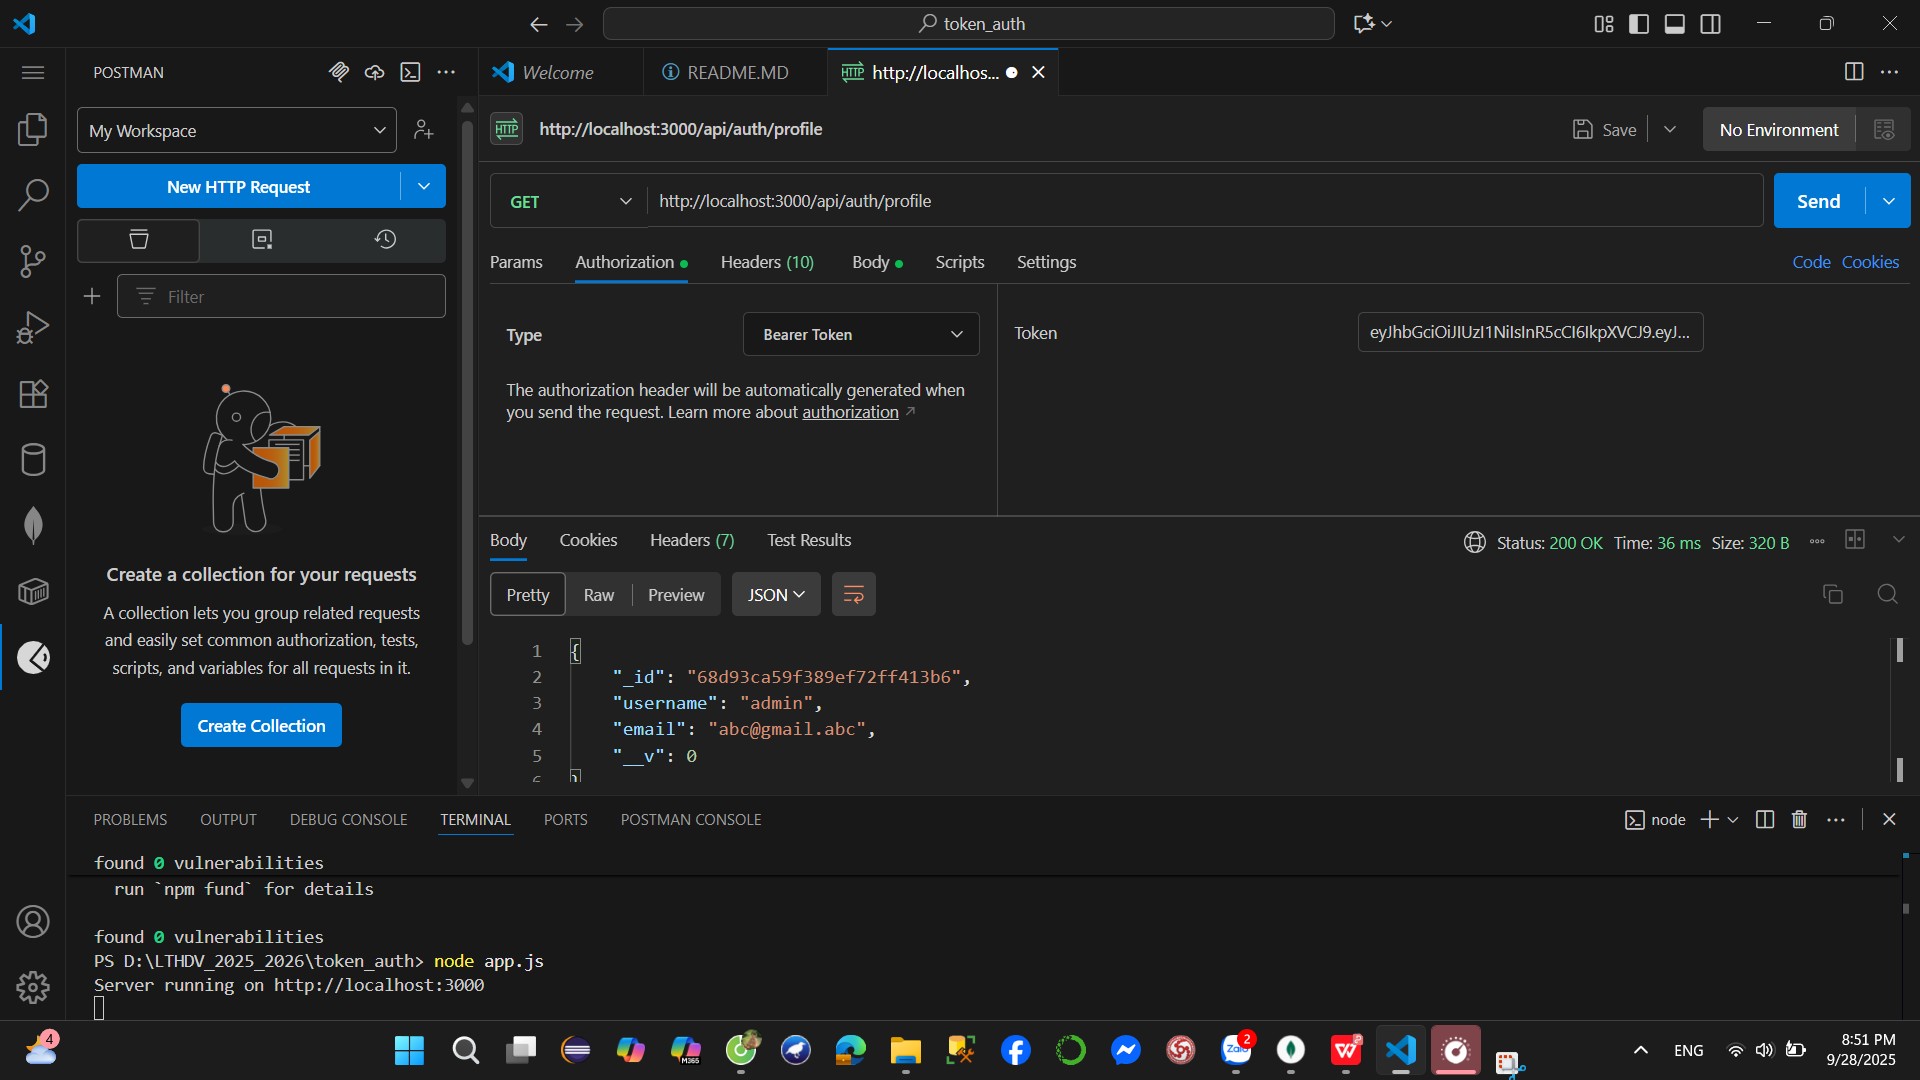 token_auth
POSTMAN
Welcome
README.MD
HTTP http://localhos...
My Workspace
New HTTP Request
Filter
Create a collection for your requests
A collection lets you group related requests
and easily set common authorization, tests,
scripts, and variables for all requests in it.
Create Collection
HTTP http://localhost:3000/api/auth/profile
Save
No Environment
GET http://localhost:3000/api/auth/profile
Send
Params Authorization Headers (10) Body Scripts Settings
Code Cookies
Type Bearer Token
The authorization header will be automatically generated when
you send the request. Learn more about authorization
Token
Body Cookies Headers (7) Test Results
Status: 200 OK Time: 36 ms Size: 320 B
Pretty Raw Preview JSON
1 {
2 "_id": "68d93ca59f389ef72ff413b6",
3 "username": "admin",
4 "email": "abc@gmail.abc",
5 "__v": 0
6 }
PROBLEMS OUTPUT DEBUG CONSOLE TERMINAL PORTS POSTMAN CONSOLE
node
found 0 vulnerabilities
run `npm fund` for details
found 0 vulnerabilities
PS D:\LTHDV_2025_2026\token_auth> node app.js
Server running on http://localhost:3000
4
M365
Zalo
2
ENG
8:51 PM
9/28/2025